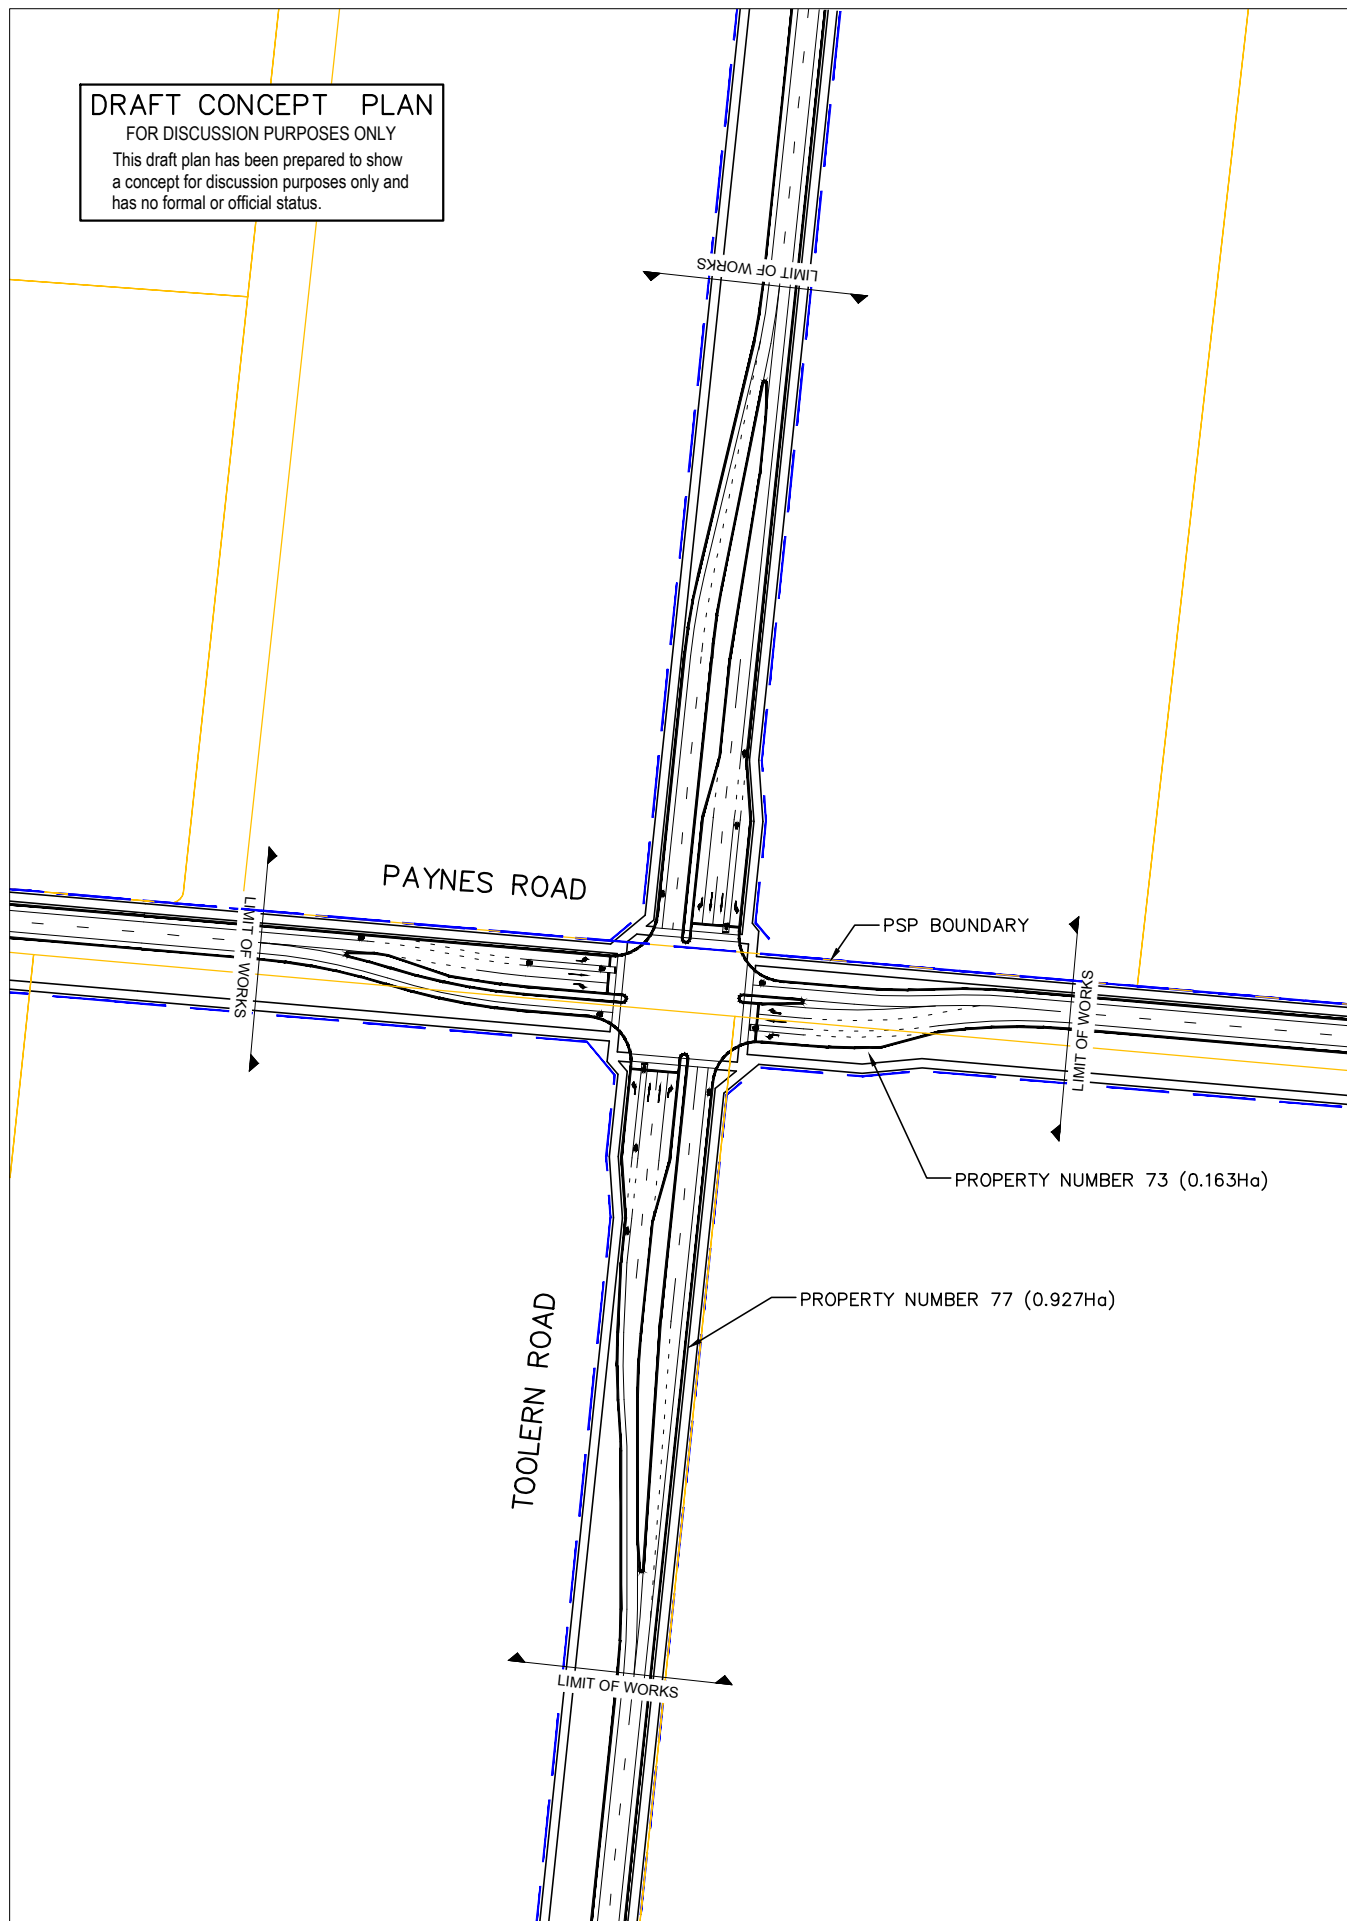 DRAFT CONCEPT PLAN
FOR DISCUSSION PURPOSES ONLY
This draft plan has been prepared to show
a concept for discussion purposes only and
has no formal or official status.
LIMIT OF WORKS
PAYNES ROAD
LIMIT OF WORKS
PSP BOUNDARY
LIMIT OF WORKS
PROPERTY NUMBER 73 (0.163Ha)
PROPERTY NUMBER 77 (0.927Ha)
TOOLERN ROAD
LIMIT OF WORKS